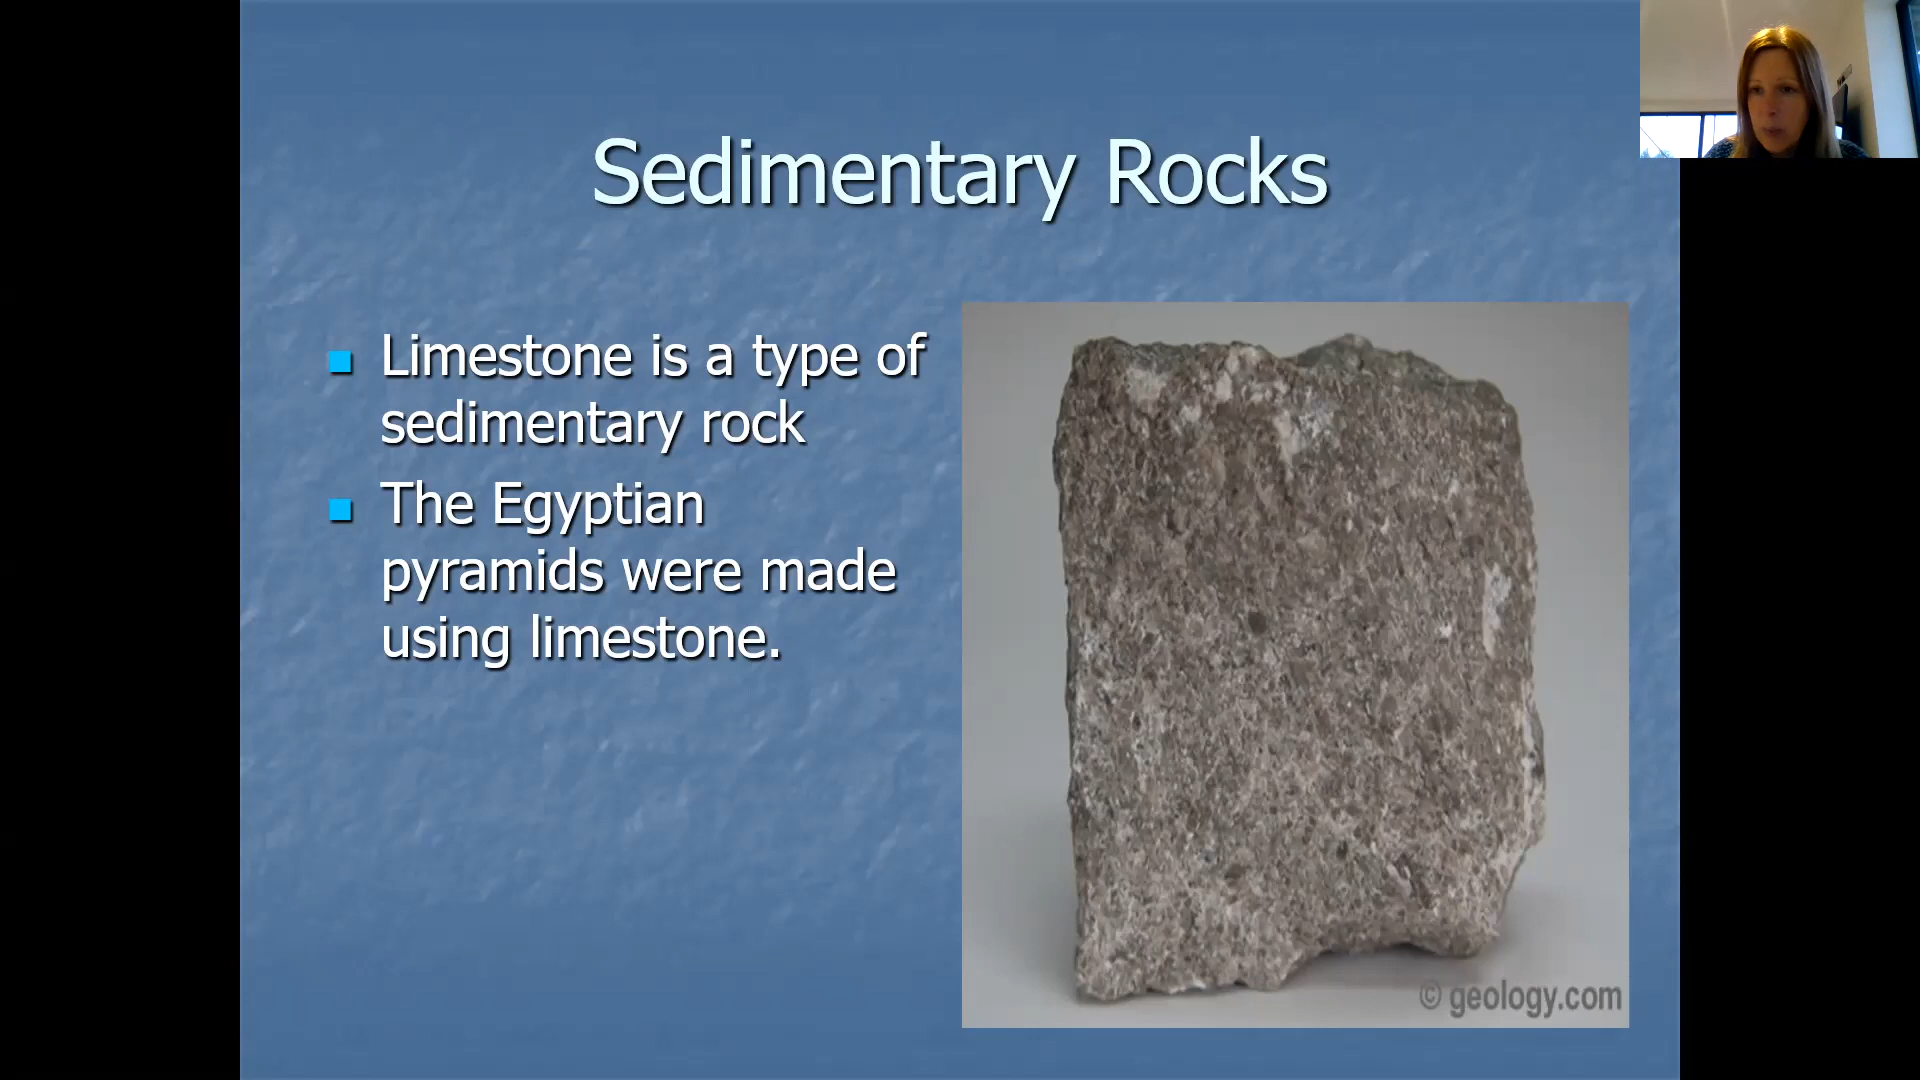 Sedimentary Rocks
Limestone is a type of
sedimentary rock
The Egyptian
pyramids were made
using limestone.
© geology.com